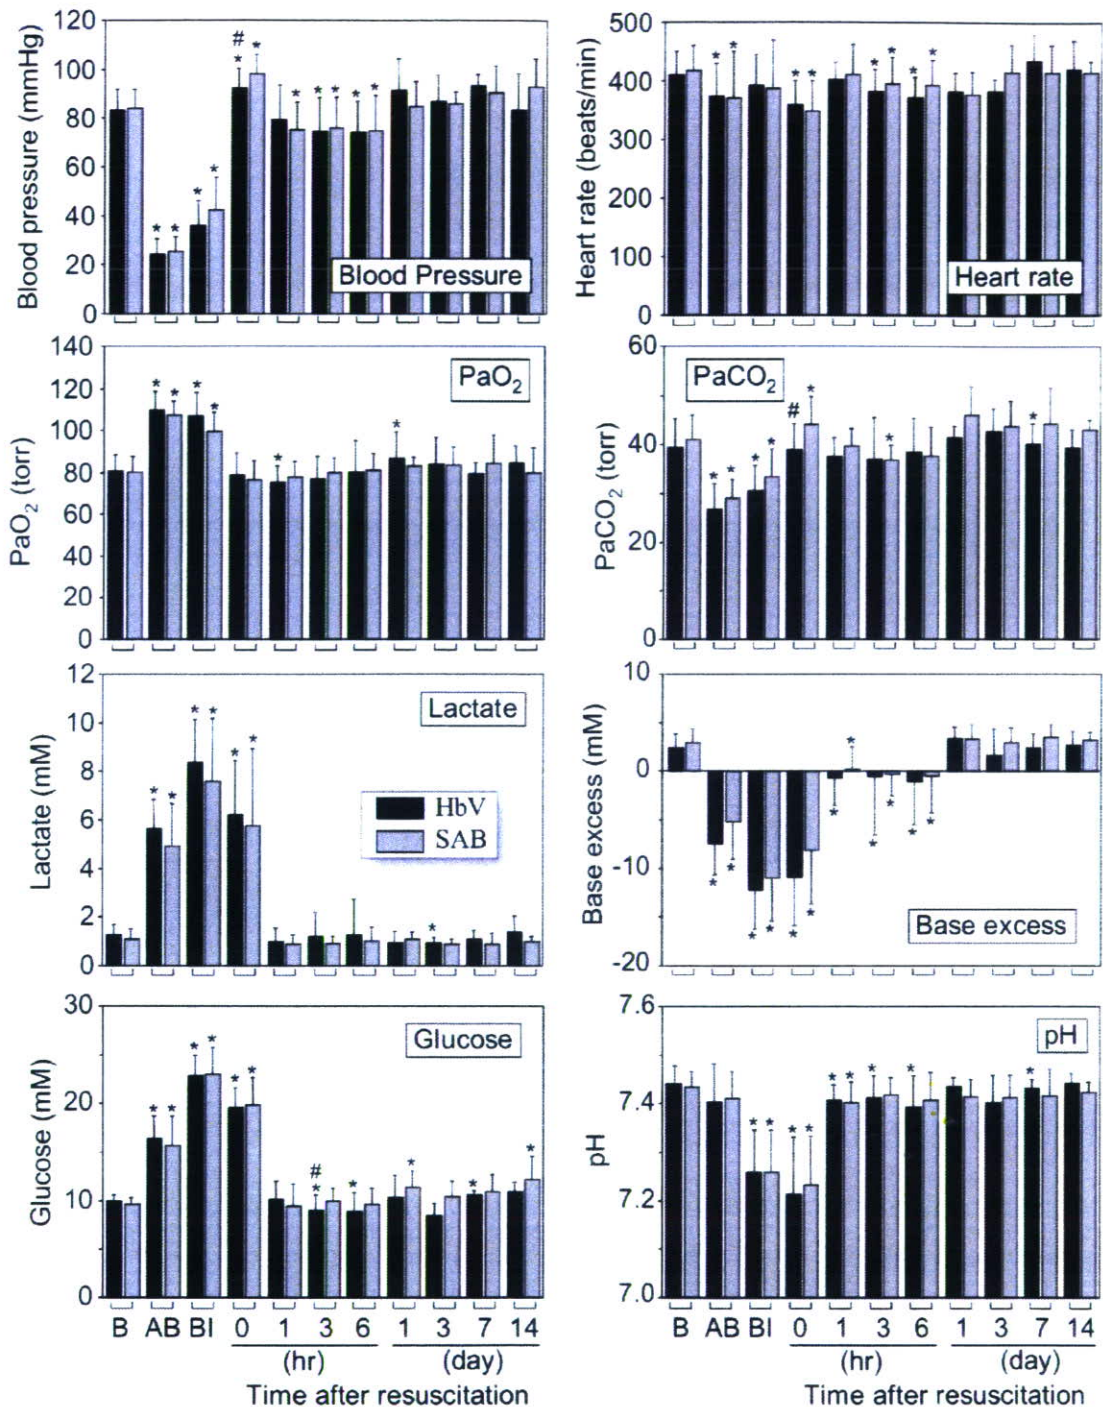 Blood pressure (mmHg)
120
100
80
60
40
20
0
#
* * * * * * * * * * * *
Blood Pressure
Heart rate (beats/min)
500
400
300
200
100
0
* * * * * * * *
Heart rate
PaO2 (torr)
140
120
100
80
60
40
20
0
* * * * * *
PaO2
PaCO2 (torr)
60
40
20
0
#
* * * * * * *
PaCO2
Lactate (mM)
12
10
8
6
4
2
0
* * * * * * *
Lactate
HbV
SAB
Base excess (mM)
10
0
-10
-20
* * * * * * * * * * * *
Base excess
Glucose (mM)
30
20
10
0
* * * * * *
#
* * * * *
Glucose
B AB BI 0 1 3 6 1 3 7 14
(hr) (day)
Time after resuscitation
pH
7.6
7.4
7.2
7.0
* * * * * * * * *
pH
B AB BI 0 1 3 6 1 3 7 14
(hr) (day)
Time after resuscitation